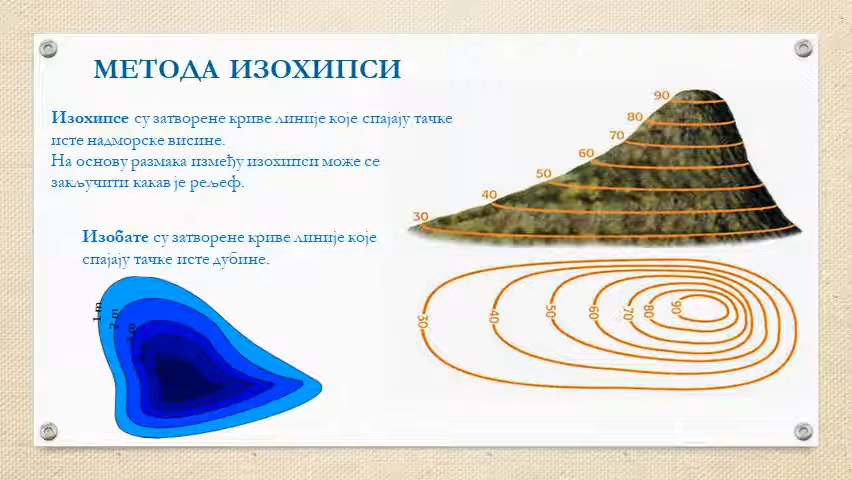 МЕТОДА ИЗОХИПСИ
Изохипсе су затворене криве линије које спајају тачке
исте надморске висине.
На основу размака између изохипси може се
закључити какав је рељеф.
Изобате су затворене криве линије које
спајају тачке исте дубине.
90
80
70
60
50
40
30
30
40
50
60
70
80
90
1 m
2 m
3 m